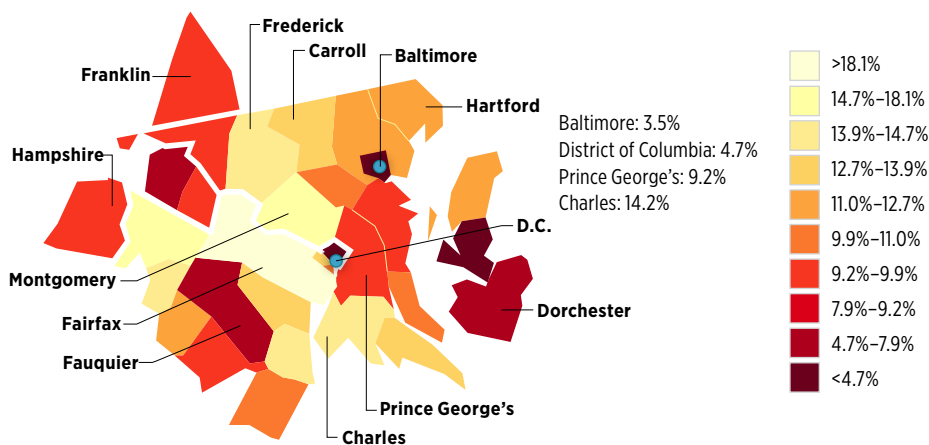 Frederick
Carroll
Baltimore
Franklin
Hartford
Hampshire
Montgomery
Fairfax
Fauquier
D.C.
Dorchester
Prince George's
Charles
Baltimore: 3.5%
District of Columbia: 4.7%
Prince George's: 9.2%
Charles: 14.2%
>18.1%
14.7%–18.1%
13.9%–14.7%
12.7%–13.9%
11.0%–12.7%
9.9%–11.0%
9.2%–9.9%
7.9%–9.2%
4.7%–7.9%
<4.7%